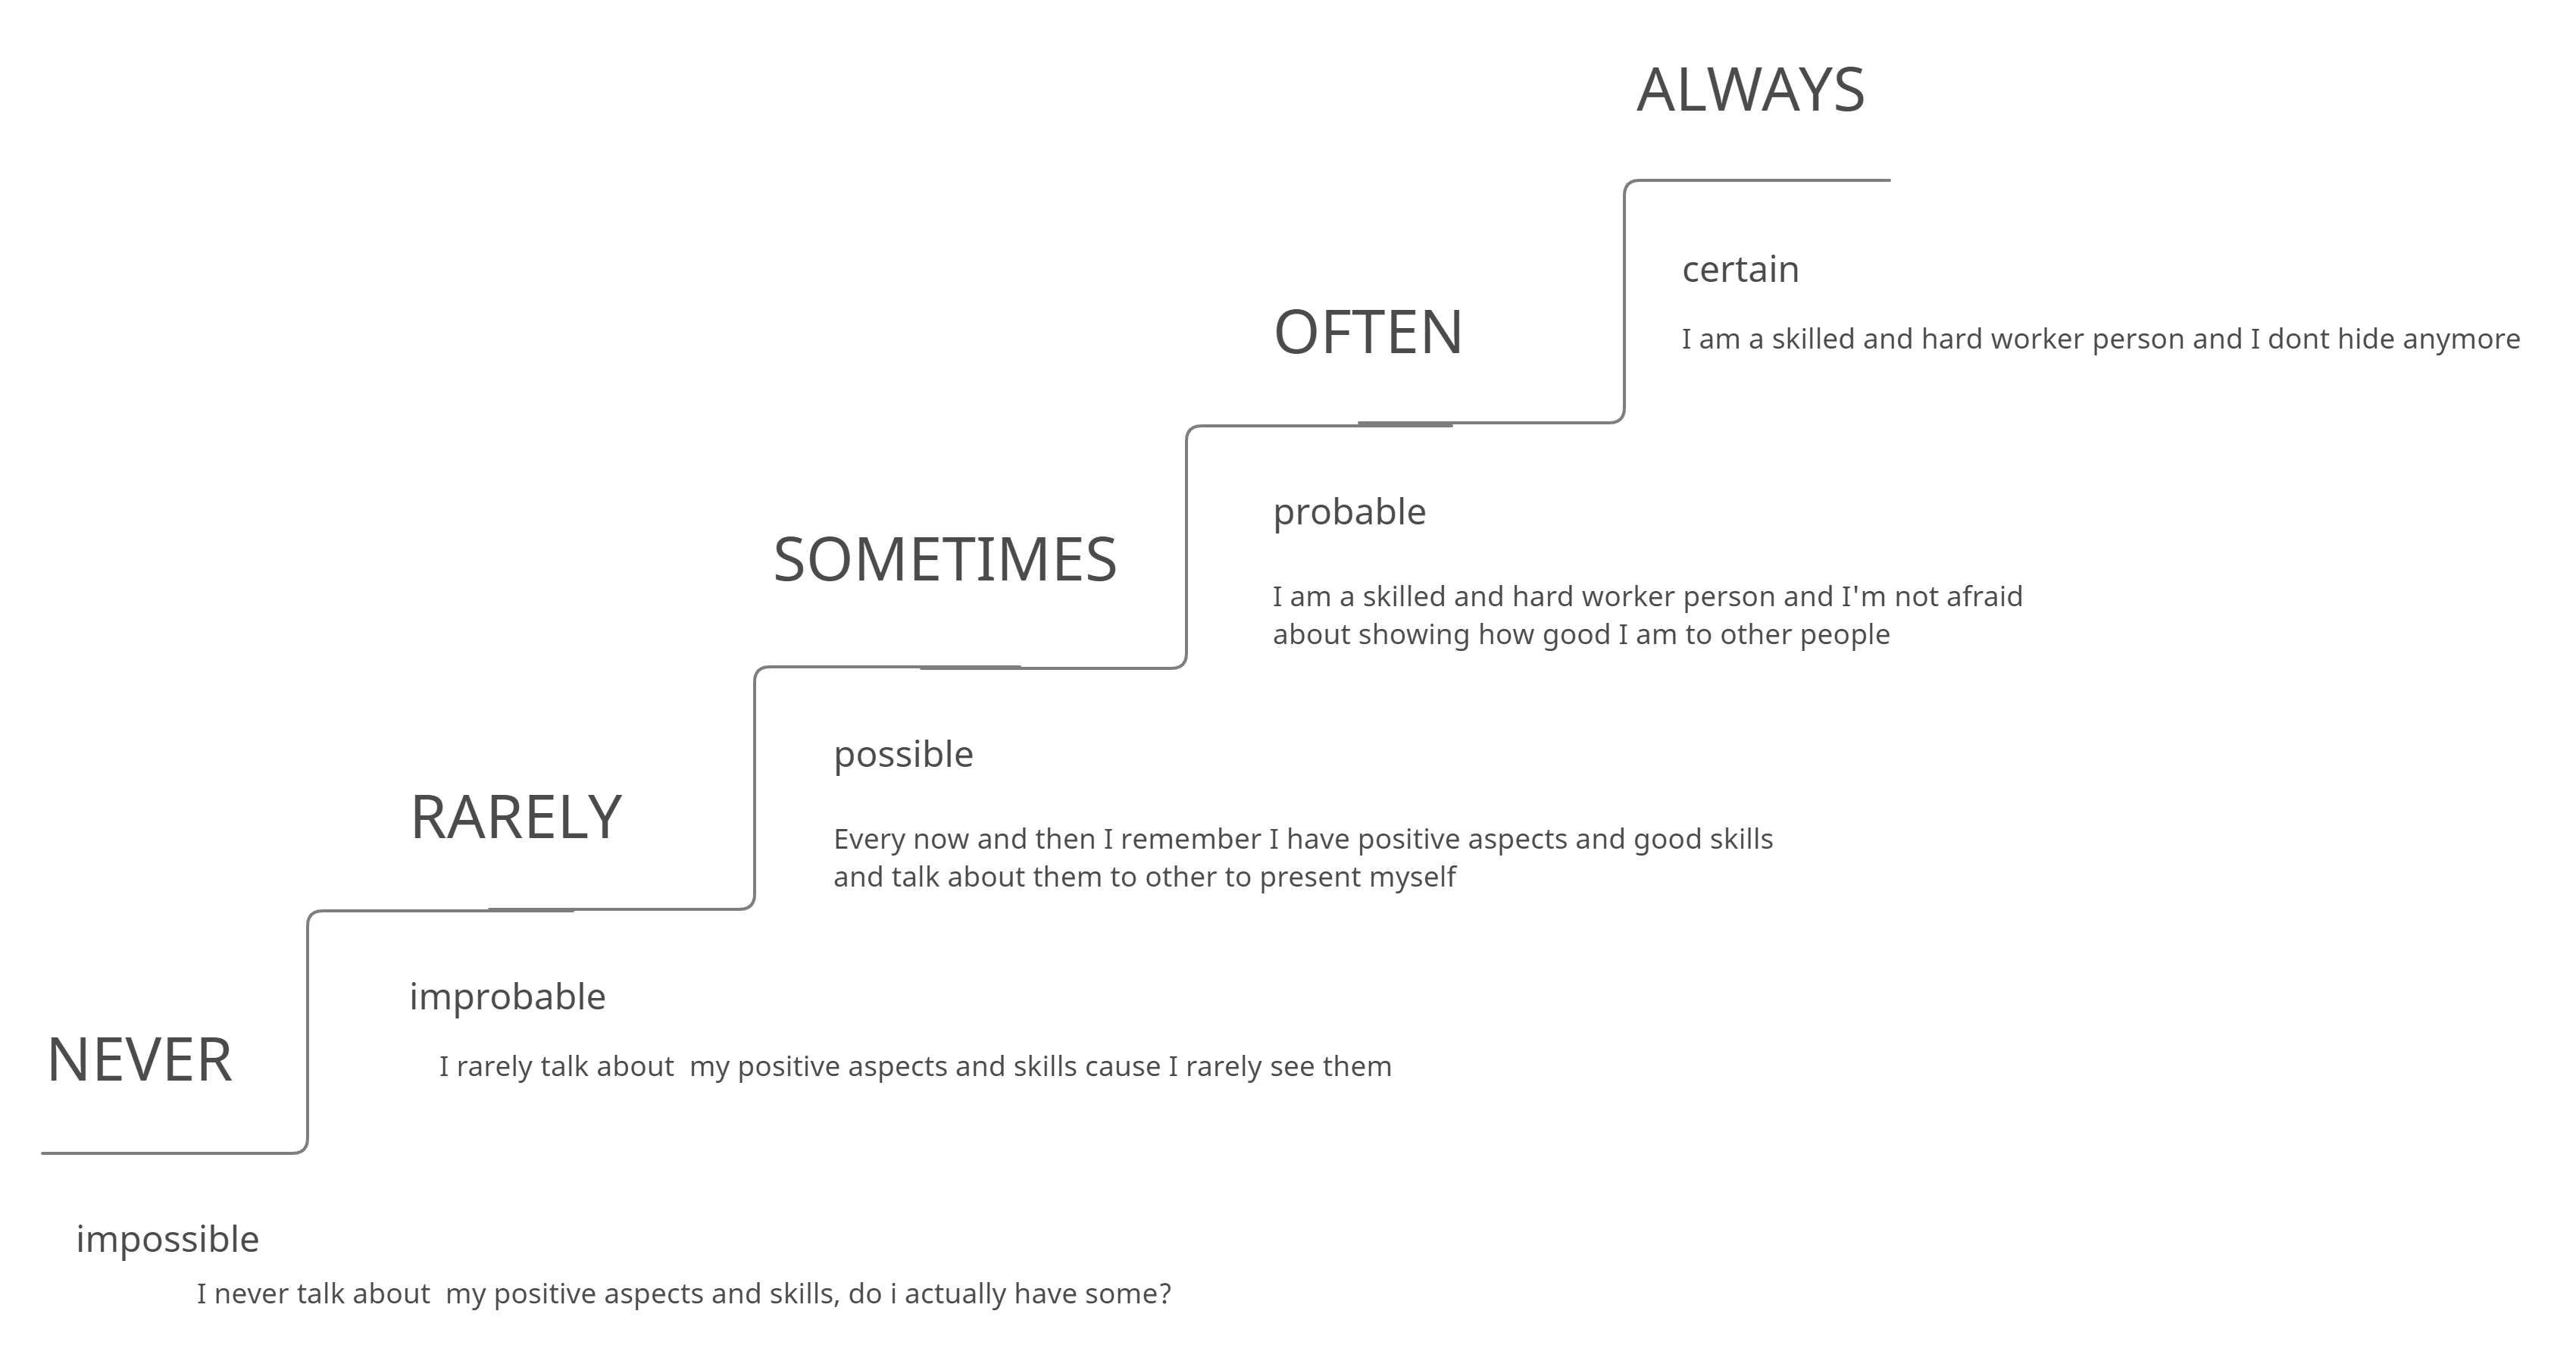 ALWAYS
certain
I am a skilled and hard worker person and I dont hide anymore
OFTEN
probable
I am a skilled and hard worker person and I'm not afraid
about showing how good I am to other people
SOMETIMES
possible
Every now and then I remember I have positive aspects and good skills
and talk about them to other to present myself
RARELY
improbable
I rarely talk about  my positive aspects and skills cause I rarely see them
NEVER
impossible
I never talk about  my positive aspects and skills, do i actually have some?